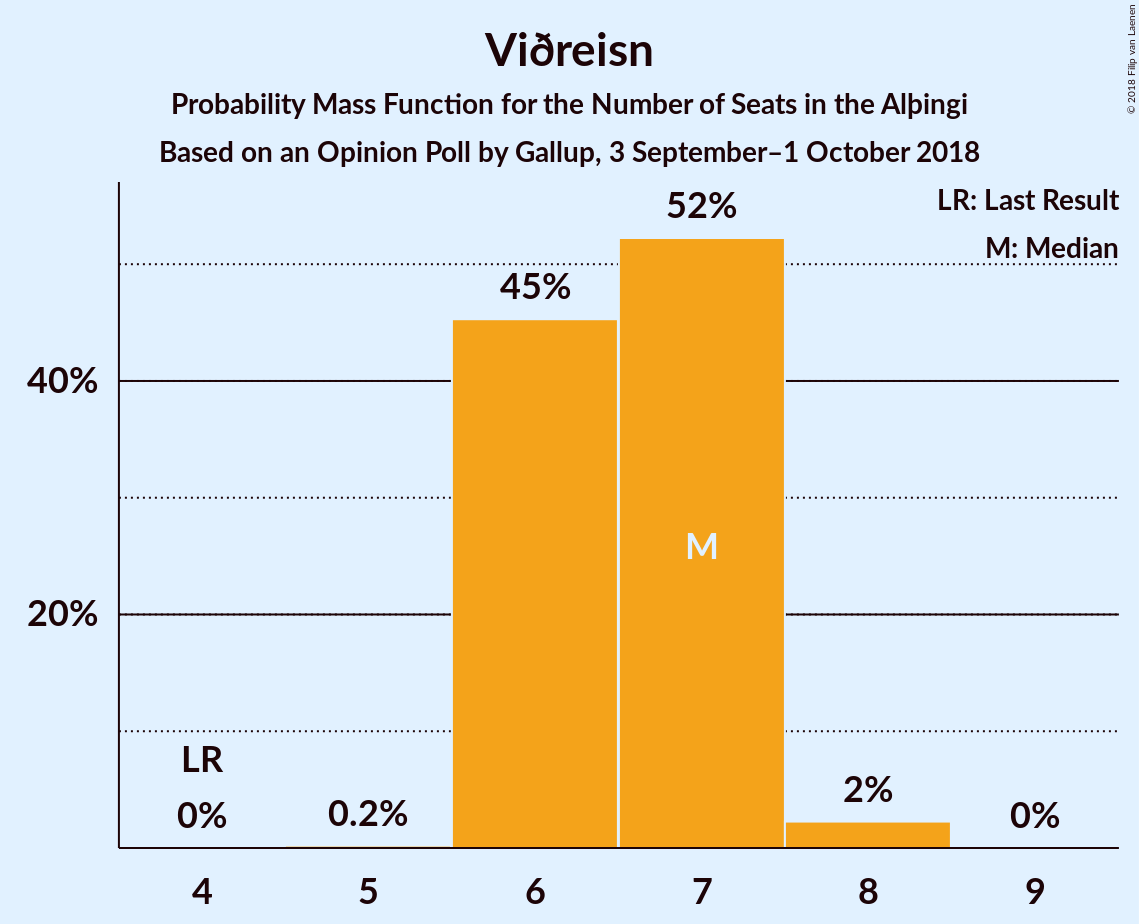 Viðreisn
Probability Mass Function for the Number of Seats in the Alþingi
Based on an Opinion Poll by Gallup, 3 September–1 October 2018
© 2018 Filip van Laenen
LR: Last Result
M: Median
52%
45%
40%
M
20%
LR
0%
0.2%
2%
0%
4 5 6 7 8 9